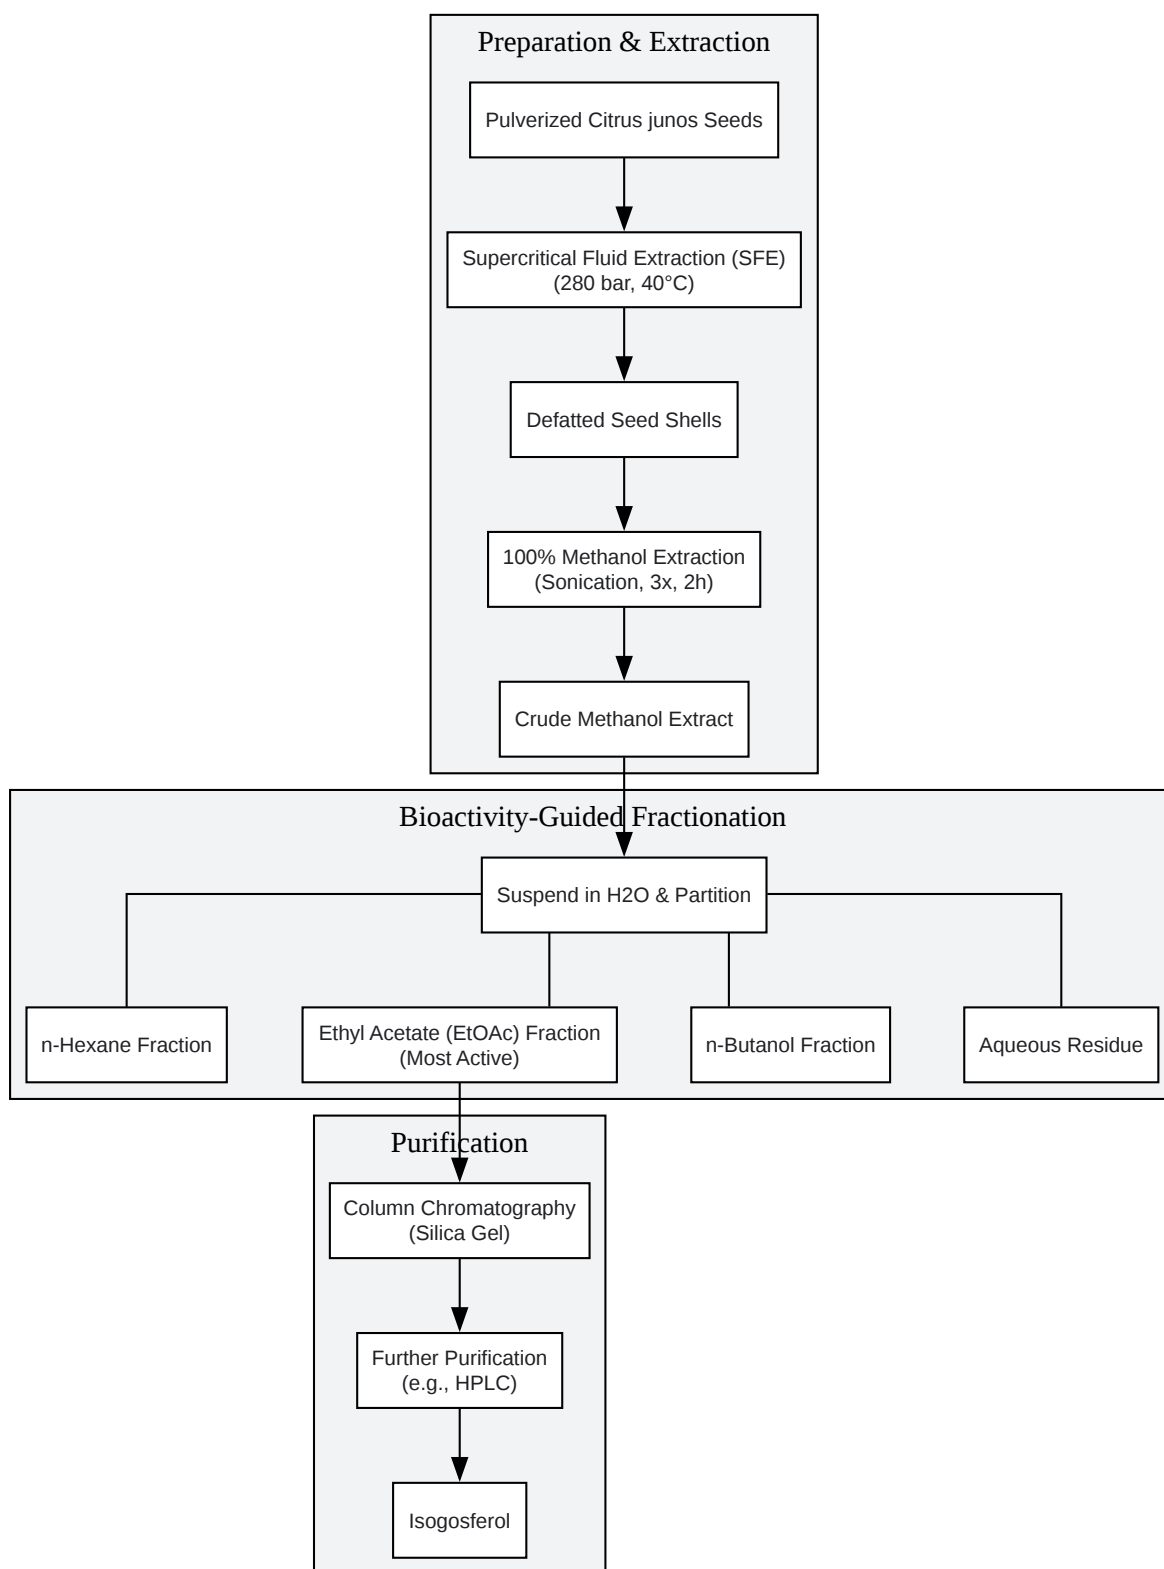 Preparation & Extraction
Pulverized Citrus junos Seeds
Supercritical Fluid Extraction (SFE)
(280 bar, 40°C)
Defatted Seed Shells
100% Methanol Extraction
(Sonication, 3x, 2h)
Crude Methanol Extract
Bioactivity-Guided Fractionation
Suspend in H2O & Partition
n-Hexane Fraction
Ethyl Acetate (EtOAc) Fraction
(Most Active)
n-Butanol Fraction
Aqueous Residue
Purification
Column Chromatography
(Silica Gel)
Further Purification
(e.g., HPLC)
Isogosferol